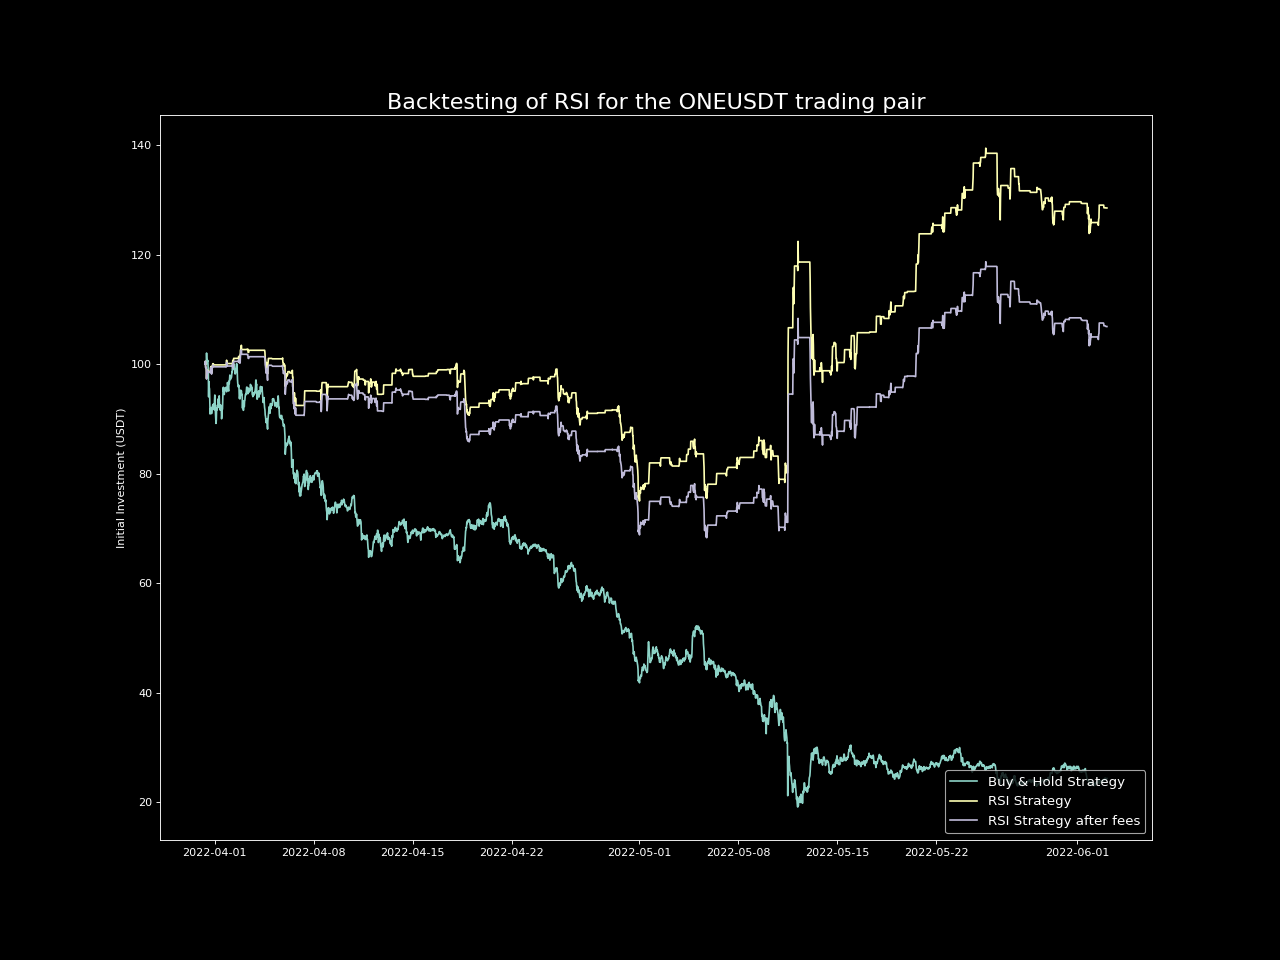 Backtesting of RSI for the ONEUSDT trading pair
Initial Investment (USDT)
140
120
100
80
60
40
20
2022-04-01 2022-04-08 2022-04-15 2022-04-22 2022-05-01 2022-05-08 2022-05-15 2022-05-22 2022-06-01
Buy & Hold Strategy
RSI Strategy
RSI Strategy after fees